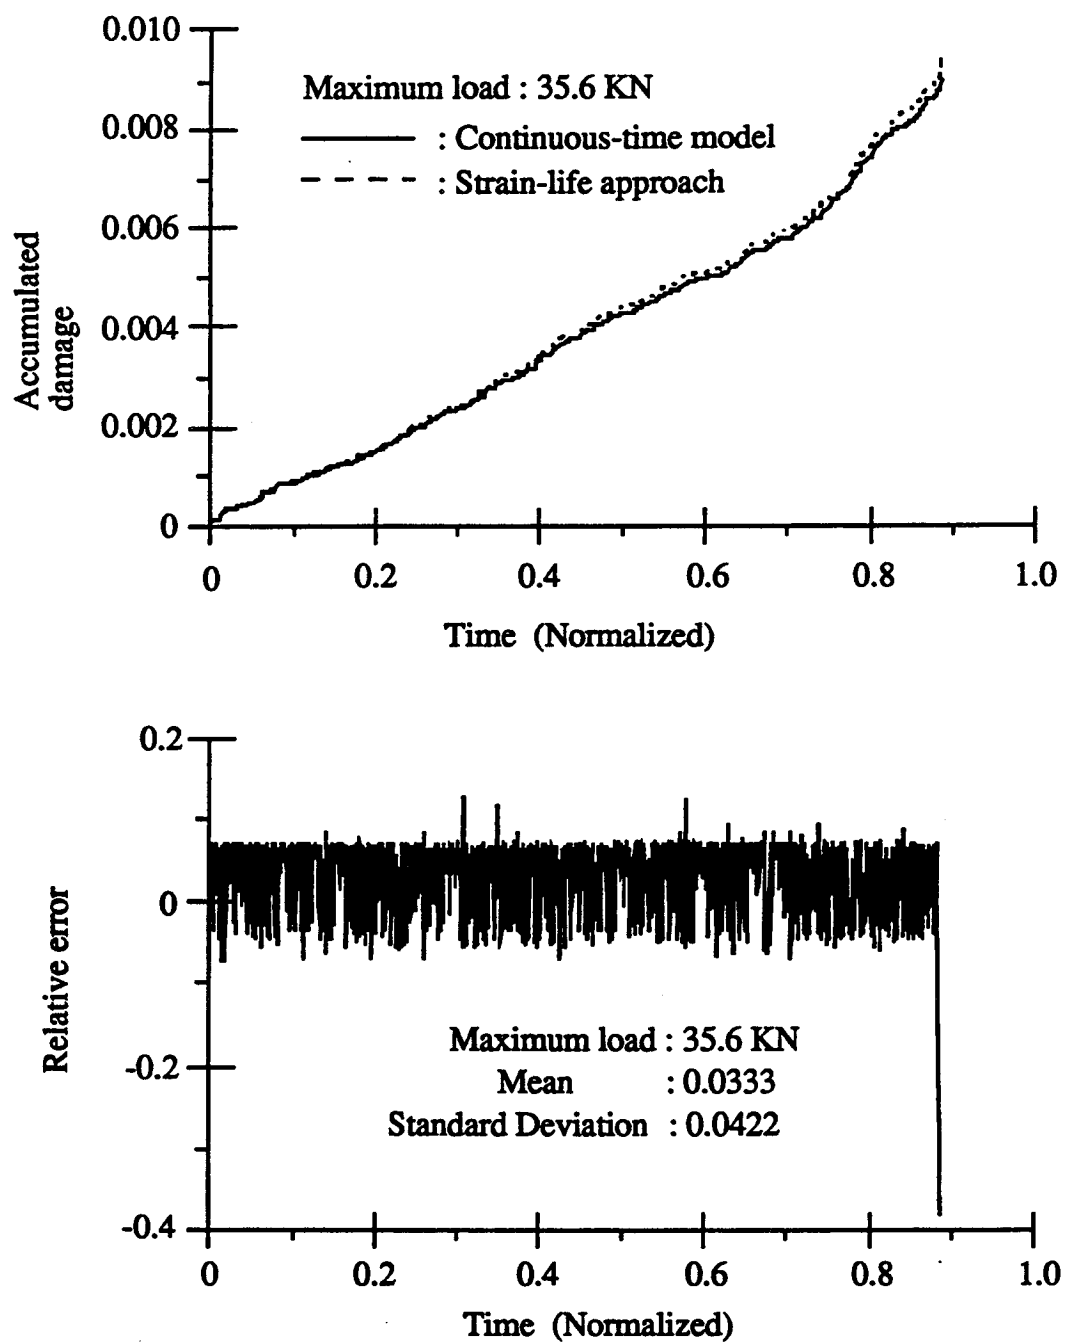 0.010
Maximum load : 35.6 KN
: Continuous-time model
0.008
: Strain-life approach
0.006
Accumulated
damage
0.004
0.002
0
0 0.2 0.4 0.6 0.8 1.0
Time (Normalized)
0.2
0
Relative error
Maximum load : 35.6 KN
-0.2
Mean : 0.0333
Standard Deviation : 0.0422
-0.4
0 0.2 0.4 0.6 0.8 1.0
Time (Normalized)